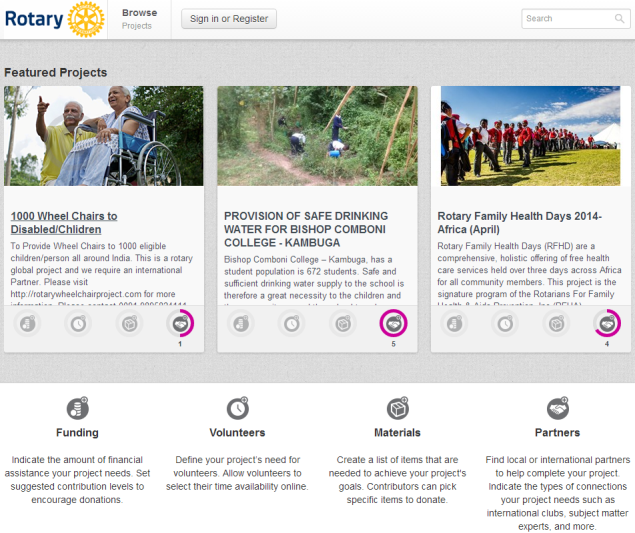 Rotary
Browse
Projects
Sign in or Register
Search
Featured Projects
1000 Wheel Chairs to
Disabled/Chlidren
To Provide Wheel Chairs to 1000 eligible
children/person all around India. This is a rotary
global project and we require an international
Partner. Please visit
http://rotarywheelchairproject.com for more
1
PROVISION OF SAFE DRINKING
WATER FOR BISHOP COMBONI
COLLEGE - KAMBUGA
Bishop Comboni College – Kambuga, has a
student population is 672 students. Safe and
sufficient drinking water supply to the school is
therefore a great necessity to the children and
5
Rotary Family Health Days 2014-
Africa (April)
Rotary Family Health Days (RFHD) are a
comprehensive, holistic offering of free health
care services held over three days across Africa
for all community members. This project is the
signature program of the Rotarians For Family
4
Funding
Indicate the amount of financial
assistance your project needs. Set
suggested contribution levels to
encourage donations.
Volunteers
Define your project's need for
volunteers. Allow volunteers to
select their time availability online.
Materials
Create a list of items that are
needed to achieve your project's
goals. Contributors can pick
specific items to donate.
Partners
Find local or international partners
to help complete your project.
Indicate the types of connections
your project needs such as
international clubs, subject matter
experts, and more.